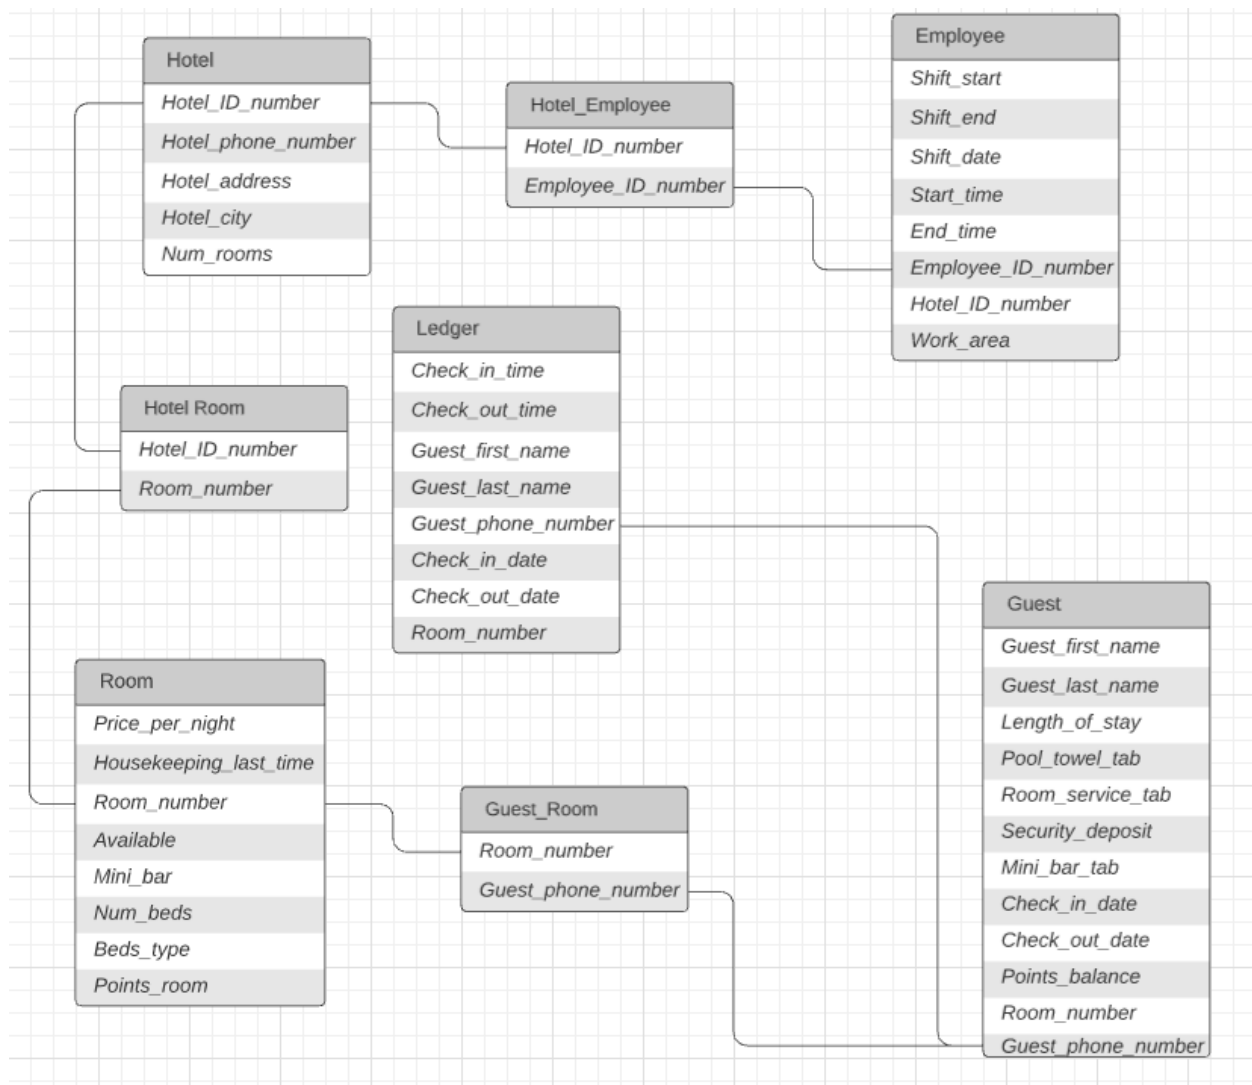 Hotel
Hotel_ID_number
Hotel_phone_number
Hotel_address
Hotel_city
Num_rooms
Hotel_Employee
Hotel_ID_number
Employee_ID_number
Employee
Shift_start
Shift_end
Shift_date
Start_time
End_time
Employee_ID_number
Hotel_ID_number
Work_area
Ledger
Check_in_time
Check_out_time
Guest_first_name
Guest_last_name
Guest_phone_number
Check_in_date
Check_out_date
Room_number
Hotel Room
Hotel_ID_number
Room_number
Room
Price_per_night
Housekeeping_last_time
Room_number
Available
Mini_bar
Num_beds
Beds_type
Points_room
Guest_Room
Room_number
Guest_phone_number
Guest
Guest_first_name
Guest_last_name
Length_of_stay
Pool_towel_tab
Room_service_tab
Security_deposit
Mini_bar_tab
Check_in_date
Check_out_date
Points_balance
Room_number
Guest_phone_number